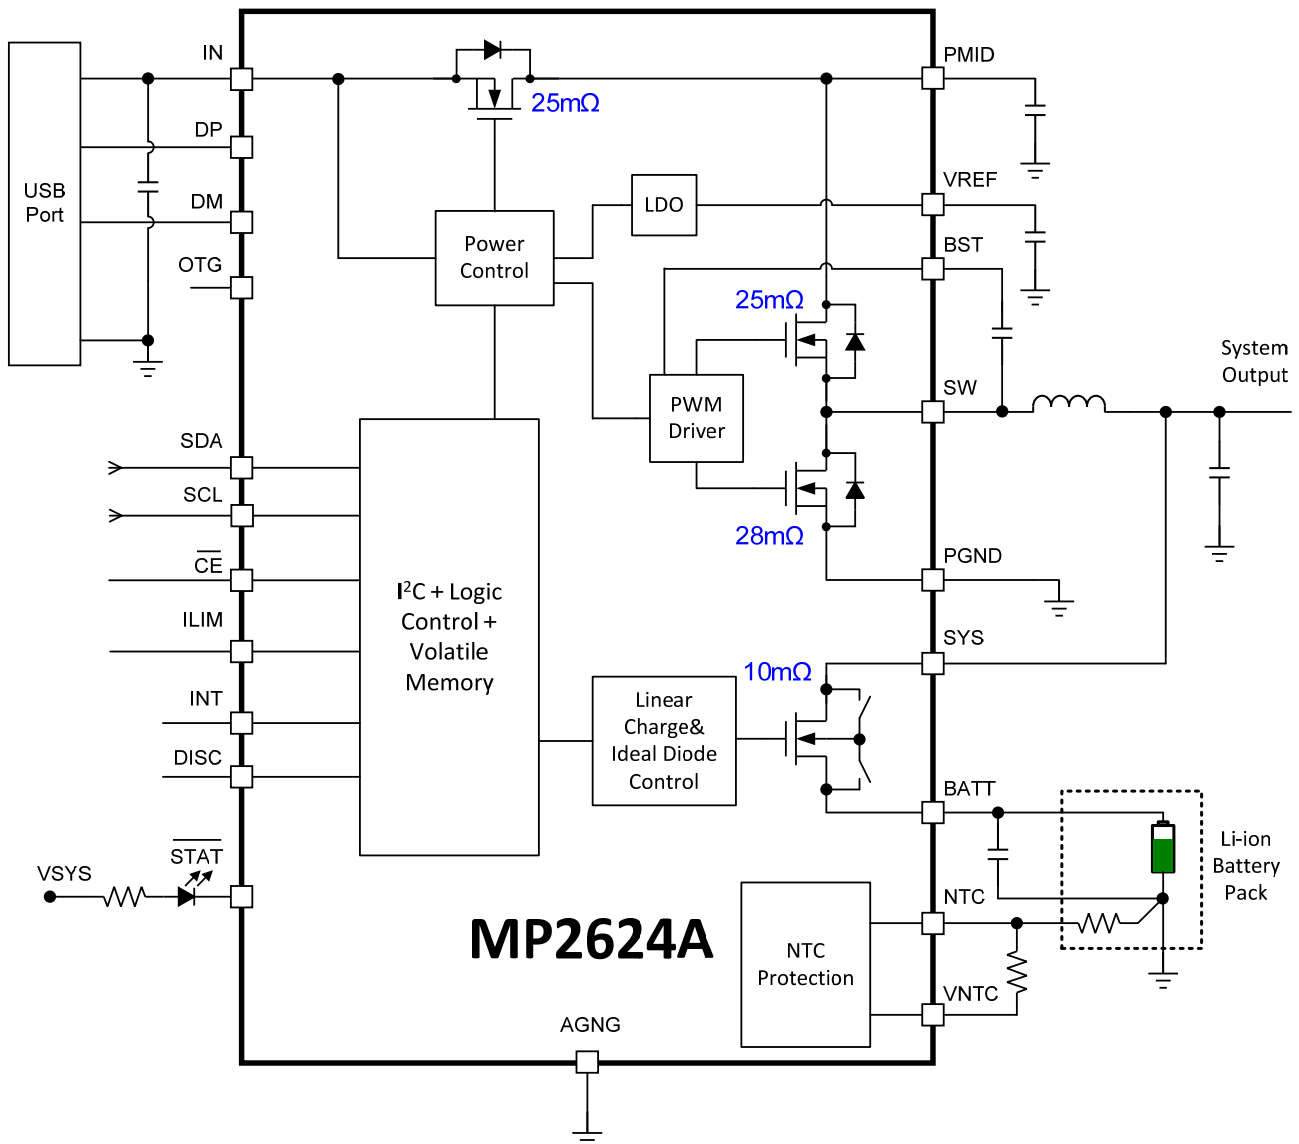 IN
PMID
25mΩ
DP
USB
Port
DM
VREF
LDO
BST
Power
Control
OTG
25mΩ
System
Output
SW
PWM
Driver
SDA
SCL
28mΩ
CE
PGND
I²C + Logic
Control +
Volatile
Memory
ILIM
SYS
10mΩ
INT
Linear
Charge&
Ideal Diode
Control
DISC
BATT
Li-ion
Battery
Pack
STAT
VSYS
NTC
MP2624A
NTC
Protection
VNTC
AGNG